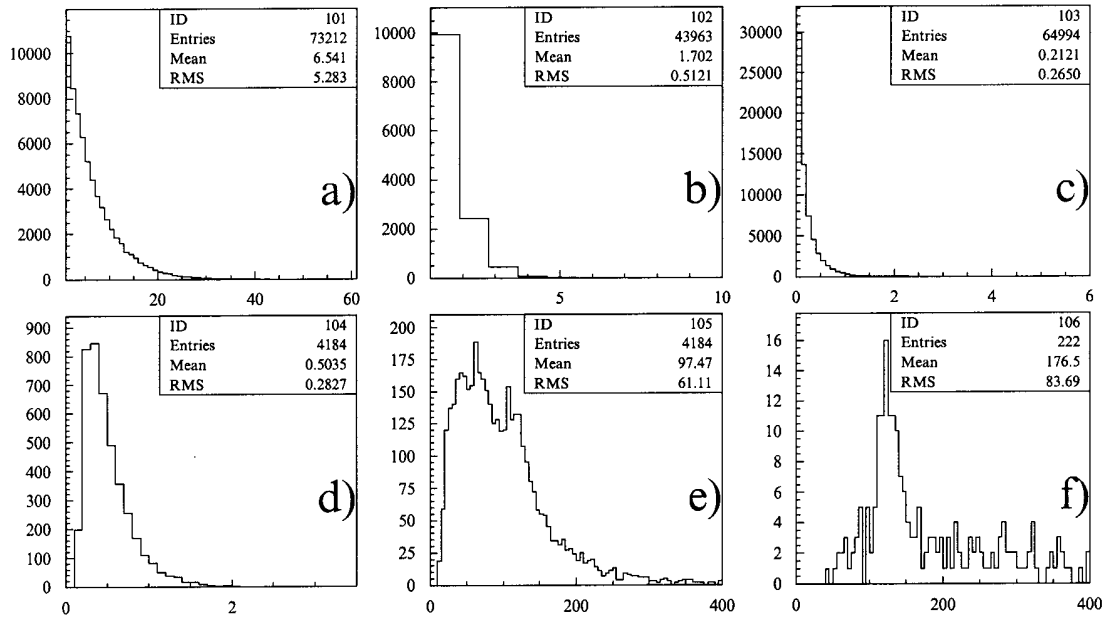 ID 101
Entries 73212
Mean 6.541
RMS 5.283
10000
8000
6000
4000
2000
0
20 40 60
a)
ID 102
Entries 43963
Mean 1.702
RMS 0.5121
10000
8000
6000
4000
2000
0
5 10
b)
ID 103
Entries 64994
Mean 0.2121
RMS 0.2650
30000
25000
20000
15000
10000
5000
0
0 2 4 6
c)
ID 104
Entries 4184
Mean 0.5035
RMS 0.2827
900
800
700
600
500
400
300
200
100
0
0 2
d)
ID 105
Entries 4184
Mean 97.47
RMS 61.11
200
175
150
125
100
75
50
25
0
0 200 400
e)
ID 106
Entries 222
Mean 176.5
RMS 83.69
16
14
12
10
8
6
4
2
0
0 200 400
f)